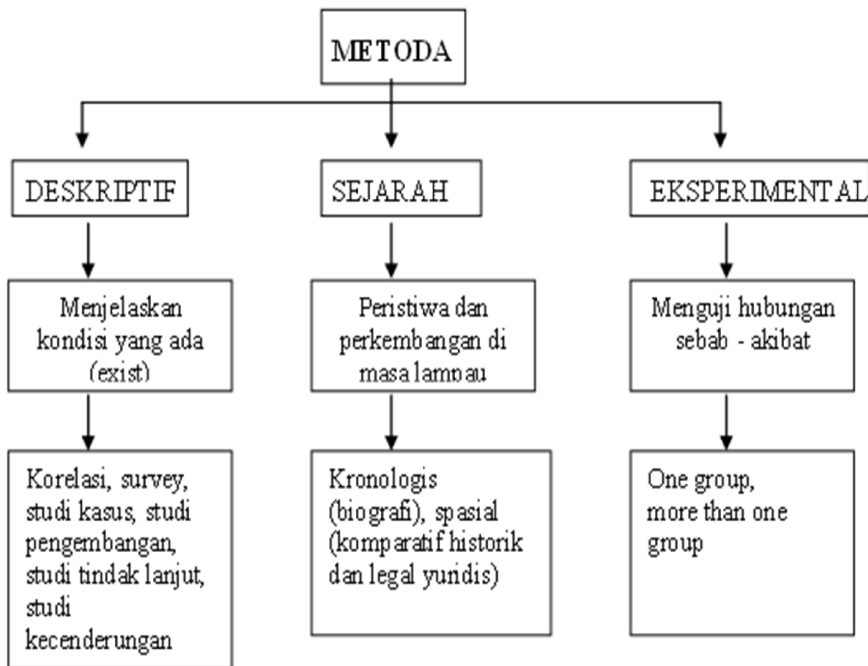 METODA
DESKRIPTIF
SEJARAH
EKSPERIMENTAL
Menjelaskan
kondisi yang ada
(exist)
Peristiwa dan
perkembangan di
masa lampau
Menguji hubungan
sebab - akibat
Korelasi, survey,
studi kasus, studi
pengembangan,
studi tindak lanjut,
studi
kecenderungan
Kronologis
(biografi), spasial
(komparatif historik
dan legal yuridis)
One group,
more than one
group